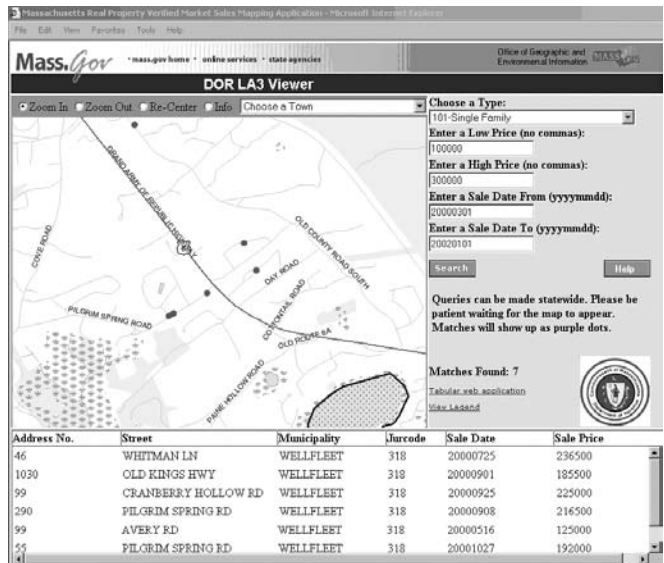 Massachusetts Real Property Verified Market Sales Mapping Application - Microsoft Internet Explorer
File Edit View Favorites Tools Help
Mass.Gov
• mass.gov home • online services • state agencies
Office of Geographic and
Environmental Information
DOR LA3 Viewer
Zoom In Zoom Out Re-Center Info Choose a Town
Choose a Type:
101-Single Family
Enter a Low Price (no commas):
100000
Enter a High Price (no commas):
300000
Enter a Sale Date From (yyyymmdd):
20000301
Enter a Sale Date To (yyyymmdd):
20020101
Search Help
Queries can be made statewide. Please be
patient waiting for the map to appear.
Matches will show up as purple dots.
Matches Found: 7
Tabular web application
View Legend
GRAND ARMY OF REPUBLIC
COVE ROAD
OLD COUNTY ROAD SOUTH
DAY ROAD
COTTONTAIL ROAD
PILGRIM SPRING ROAD
OLD ROUTE 6A
PAINE HOLLOW ROAD
Address No. Street Municipality Jurcode Sale Date Sale Price
46 WHITMAN LN WELLFLEET 318 20000725 236500
1030 OLD KINGS HWY WELLFLEET 318 20000901 185500
99 CRANBERRY HOLLOW RD WELLFLEET 318 20000925 225000
290 PILGRIM SPRING RD WELLFLEET 318 20000908 216500
99 AVERY RD WELLFLEET 318 20000516 125000
55 PILGRIM SPRING RD WELLFLEET 318 20001027 192000